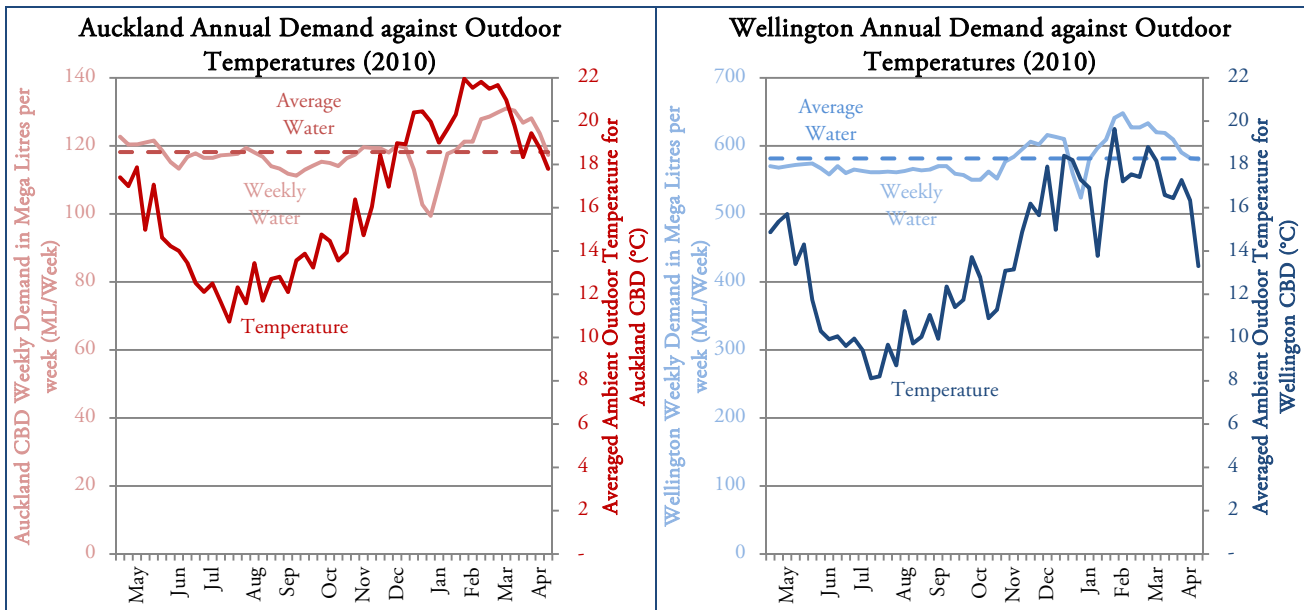 Auckland Annual Demand against Outdoor
Temperatures (2010)
Auckland CBD Weekly Demand in Mega Litres per
week (ML/Week)
140
120
100
80
60
40
20
0
Average
Water
Weekly
Water
Temperature
22
20
18
16
14
12
10
8
6
4
2
-
Averaged Ambient Outdoor Temperature for
Auckland CBD (°C)
May Jun Jul Aug Sep Oct Nov Dec Jan Feb Mar Apr
Wellington Annual Demand against Outdoor
Temperatures (2010)
Wellington Weekly Demand in Mega Litres per
week (ML/Week)
700
600
500
400
300
200
100
0
Average
Water
Weekly
Water
Temperature
22
20
18
16
14
12
10
8
6
4
2
-
Averaged Ambient Outdoor Temperature for
Wellington CBD (°C)
May Jun Jul Aug Sep Oct Nov Dec Jan Feb Mar Apr